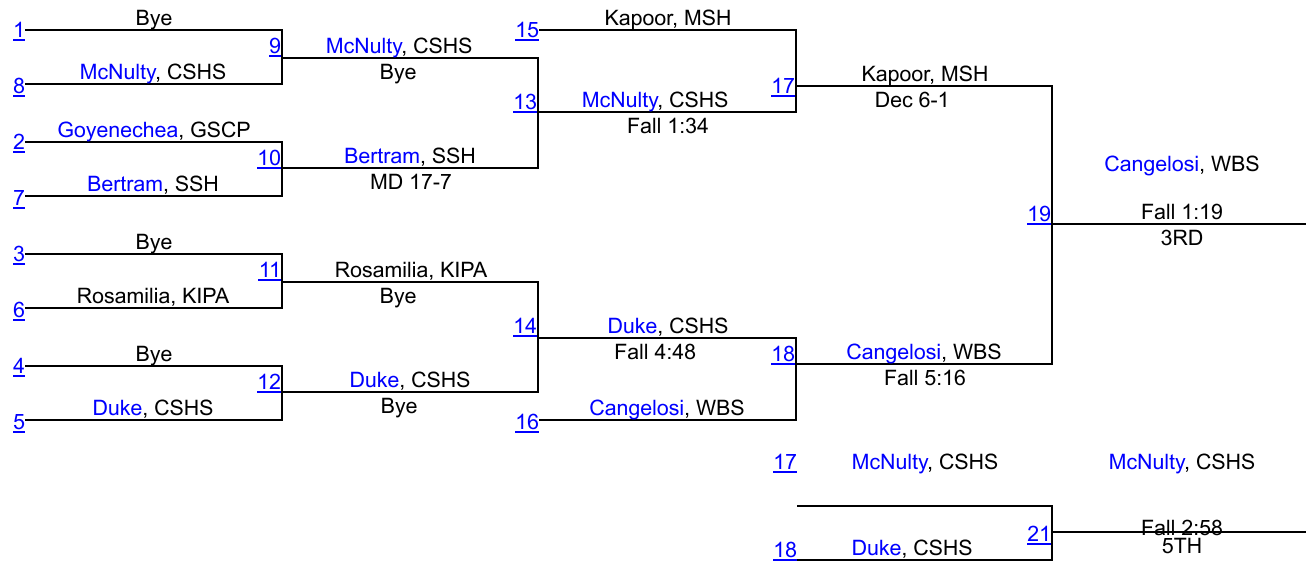 Bye
1
McNulty, CSHS
8
9
McNulty, CSHS
Bye
Goyenechea, GSCP
2
Bertram, SSH
7
10
Bertram, SSH
MD 17-7
13
McNulty, CSHS
Fall 1:34
Kapoor, MSH
15
17
Kapoor, MSH
Dec 6-1
Bye
3
Rosamilia, KIPA
6
11
Rosamilia, KIPA
Bye
Bye
4
Duke, CSHS
5
12
Duke, CSHS
Bye
14
Duke, CSHS
Fall 4:48
Cangelosi, WBS
16
18
Cangelosi, WBS
Fall 5:16
19
Cangelosi, WBS
Fall 1:19
3RD
17
McNulty, CSHS
18
Duke, CSHS
21
McNulty, CSHS
Fall 2:58
5TH